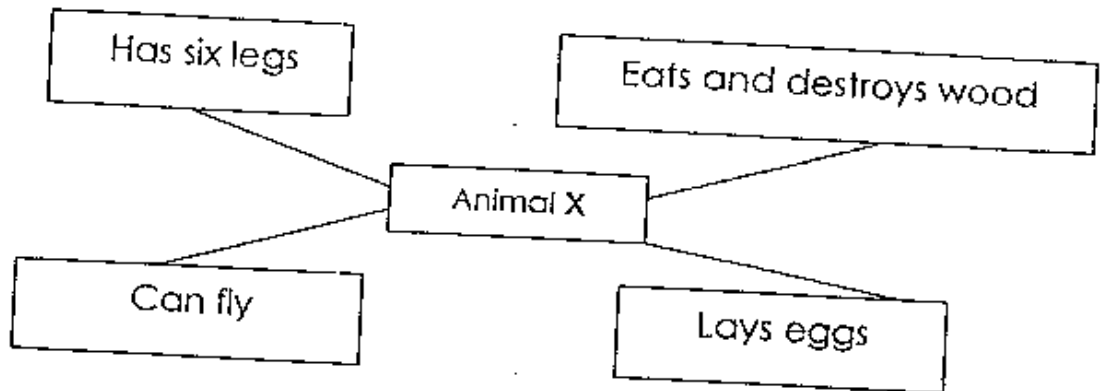 Has six legs
Eats and destroys wood
Animal X
Can fly
Lays eggs